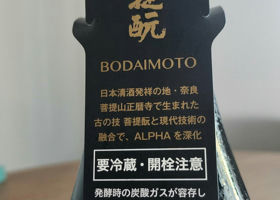 提酛
BODAIMOTO
日本清酒発祥の地・奈良
菩提山正暦寺で生まれた
古の技 菩提酛と現代技術の
融合で、ALPHA を深化
要冷蔵・開栓注意
発酵時の炭酸ガスが容存し